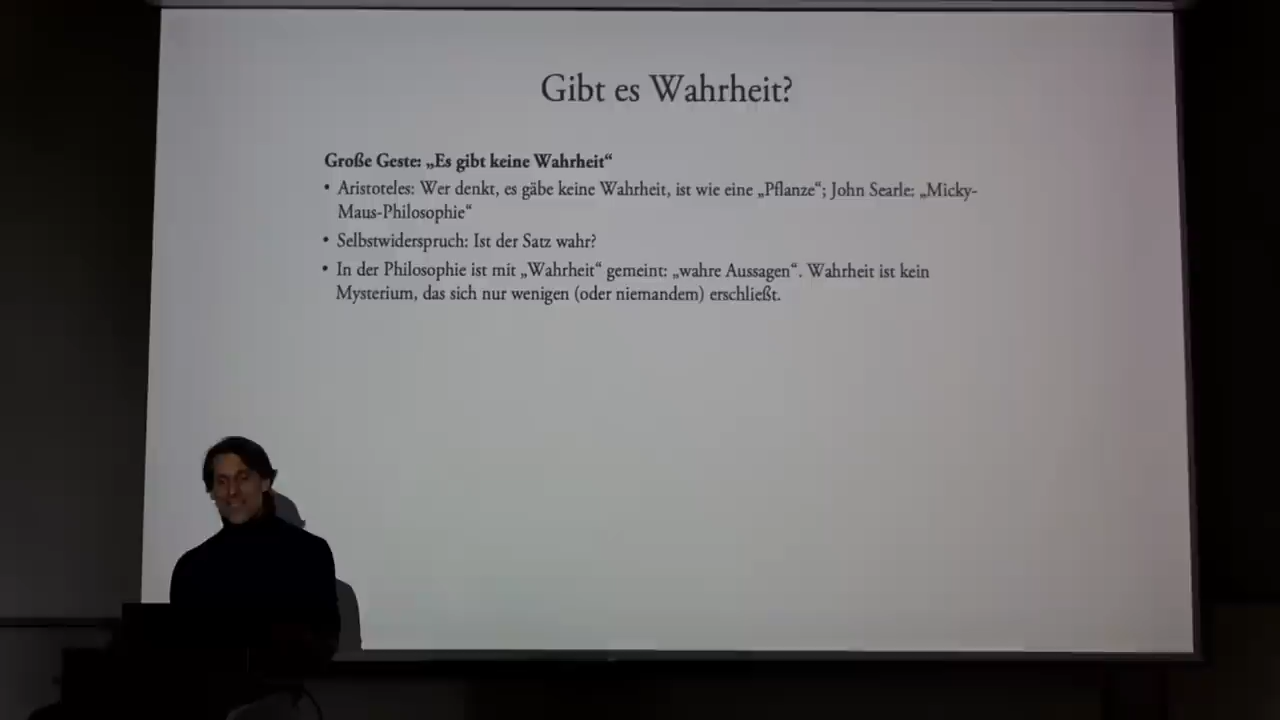 Gibt es Wahrheit?
Große Geste: „Es gibt keine Wahrheit“
• Aristoteles: Wer denkt, es gäbe keine Wahrheit, ist wie eine „Pflanze“; John Searle: „Micky-
Maus-Philosophie“
• Selbstwiderspruch: Ist der Satz wahr?
• In der Philosophie ist mit „Wahrheit“ gemeint: „wahre Aussagen“. Wahrheit ist kein
Mysterium, das sich nur wenigen (oder niemandem) erschließt.